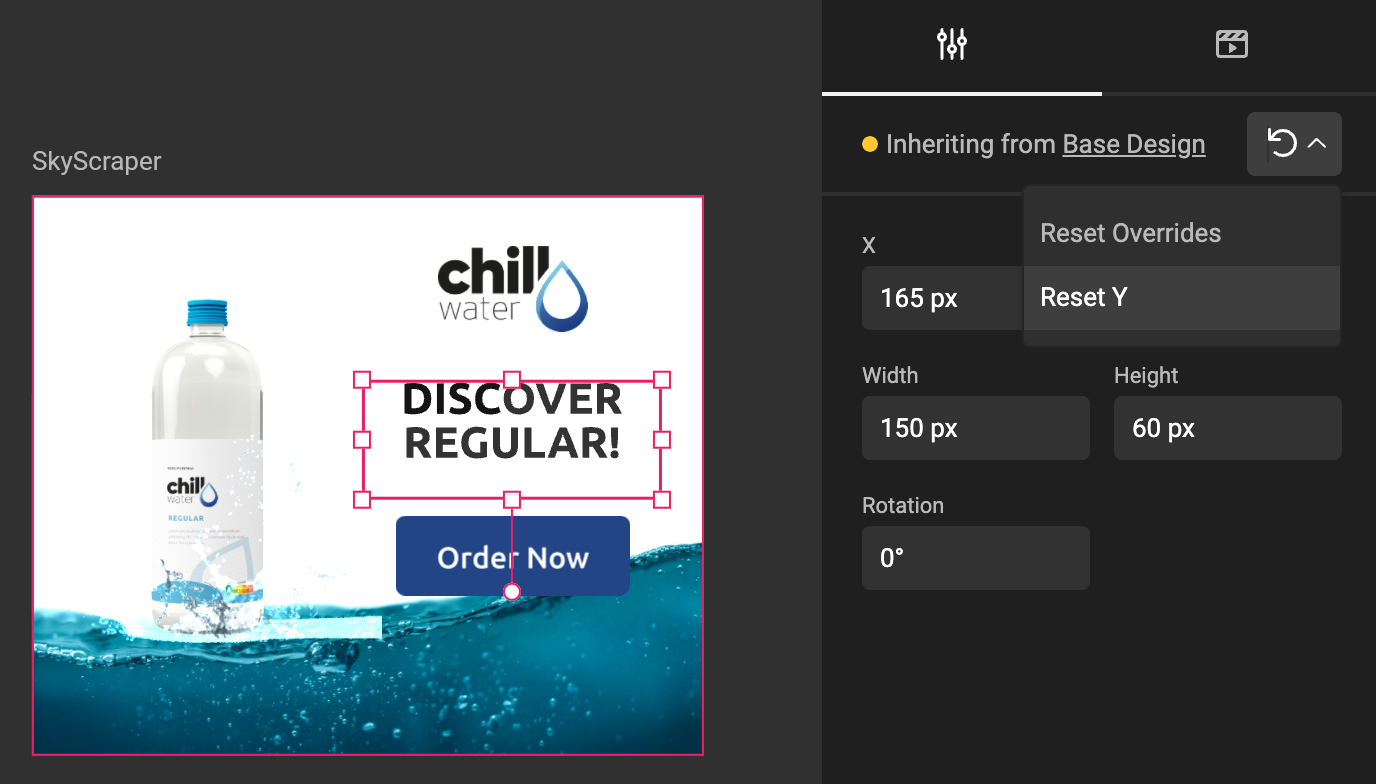 SkyScraper
chill
water
DISCOVER
REGULAR!
Order Now
chill
water
REGULAR
Inheriting from Base Design
Reset Overrides
Reset Y
X
165 px
Width
Height
150 px
60 px
Rotation
0°